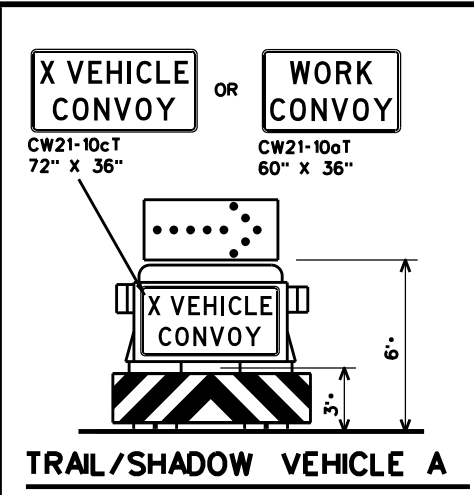 X VEHICLE
CONVOY
OR
WORK
CONVOY
CW21-10cT
72" X 36"
CW21-10aT
60" X 36"
X VEHICLE
CONVOY
6'+
3'+
TRAIL/SHADOW VEHICLE A